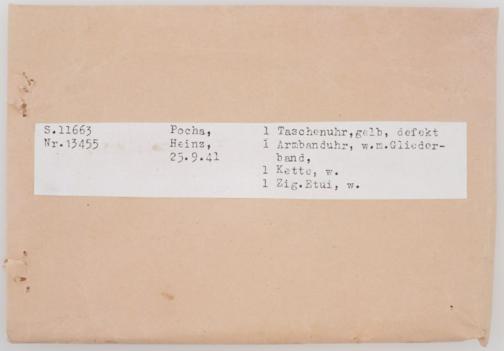 S.11663 Pocha, 1 Taschenuhr,gelb, defekt
Nr.13455 Heinz, 1 Armbanduhr, w.m.Glieder-
25.9.41 band,
1 Kette, w.
1 Zig.Etui, w.